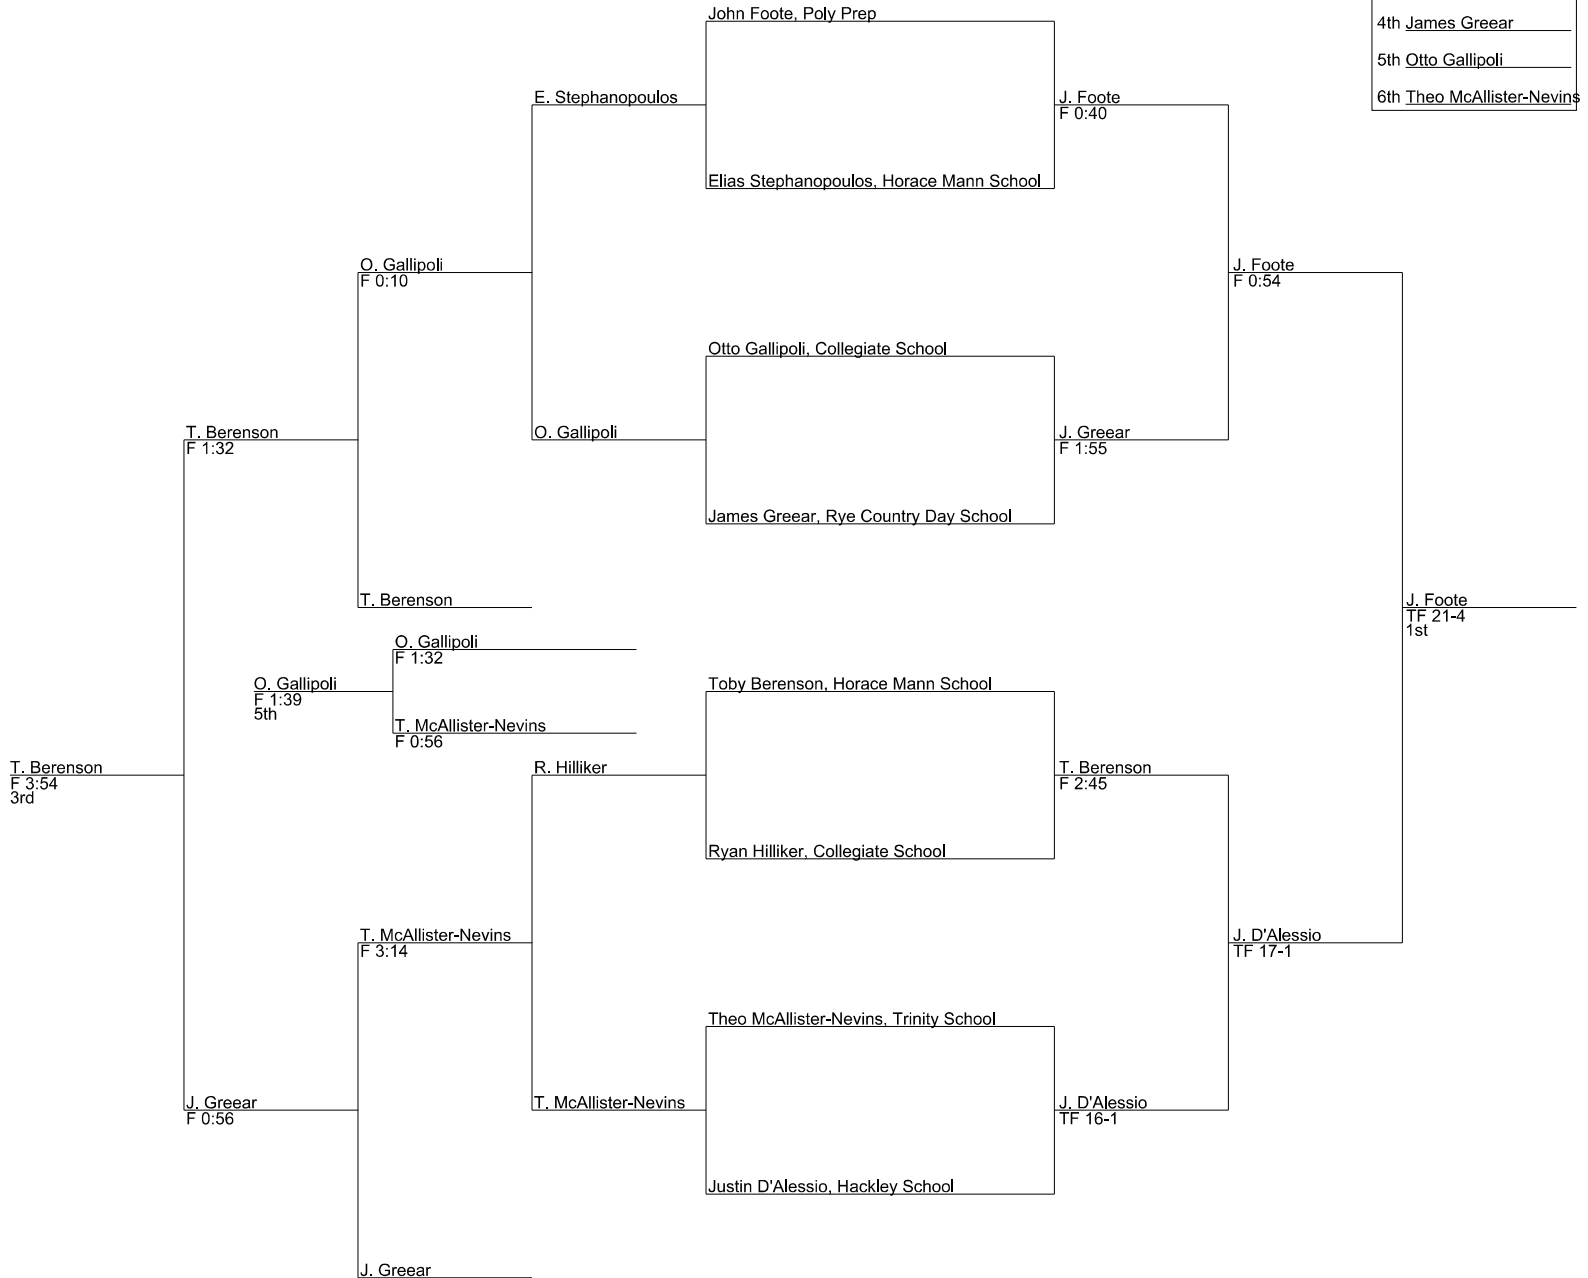 John Foote, Poly Prep
4th James Greear
5th Otto Gallipoli
6th Theo McAllister-Nevins
E. Stephanopoulos
J. Foote
F 0:40
Elias Stephanopoulos, Horace Mann School
O. Gallipoli
F 0:10
J. Foote
F 0:54
Otto Gallipoli, Collegiate School
T. Berenson
F 1:32
O. Gallipoli
J. Greear
F 1:55
James Greear, Rye Country Day School
T. Berenson
J. Foote
TF 21-4
1st
O. Gallipoli
F 1:32
O. Gallipoli
F 1:39
5th
Toby Berenson, Horace Mann School
T. McAllister-Nevins
F 0:56
T. Berenson
F 3:54
3rd
R. Hilliker
T. Berenson
F 2:45
Ryan Hilliker, Collegiate School
T. McAllister-Nevins
F 3:14
J. D'Alessio
TF 17-1
Theo McAllister-Nevins, Trinity School
J. Greear
F 0:56
T. McAllister-Nevins
J. D'Alessio
TF 16-1
Justin D'Alessio, Hackley School
J. Greear